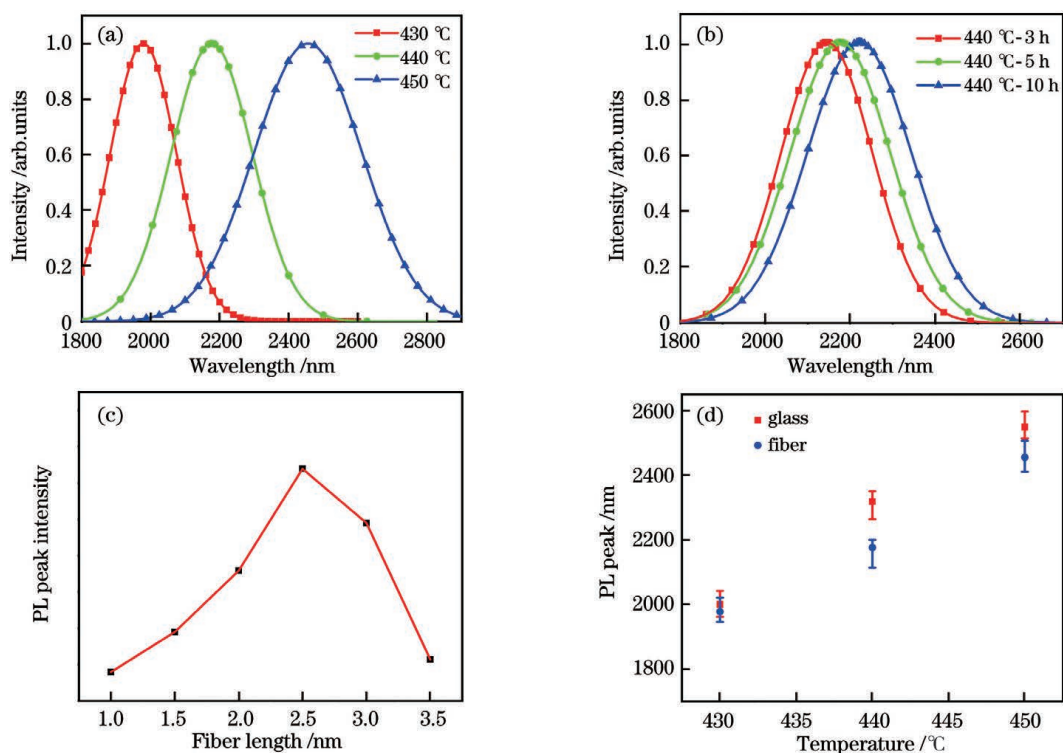 (a)
430 ℃
440 ℃
450 ℃
1.0
0.8
0.6
0.4
0.2
0
Intensity /arb.units
1800 2000 2200 2400 2600 2800
Wavelength /nm
(b)
440 ℃-3 h
440 ℃-5 h
440 ℃-10 h
1.0
0.8
0.6
0.4
0.2
0
Intensity /arb.units
1800 2000 2200 2400 2600
Wavelength /nm
(c)
PL peak intensity
1.0 1.5 2.0 2.5 3.0 3.5
Fiber length /nm
(d)
glass
fiber
2600
2400
2200
2000
1800
PL peak /nm
430 435 440 445 450
Temperature /℃